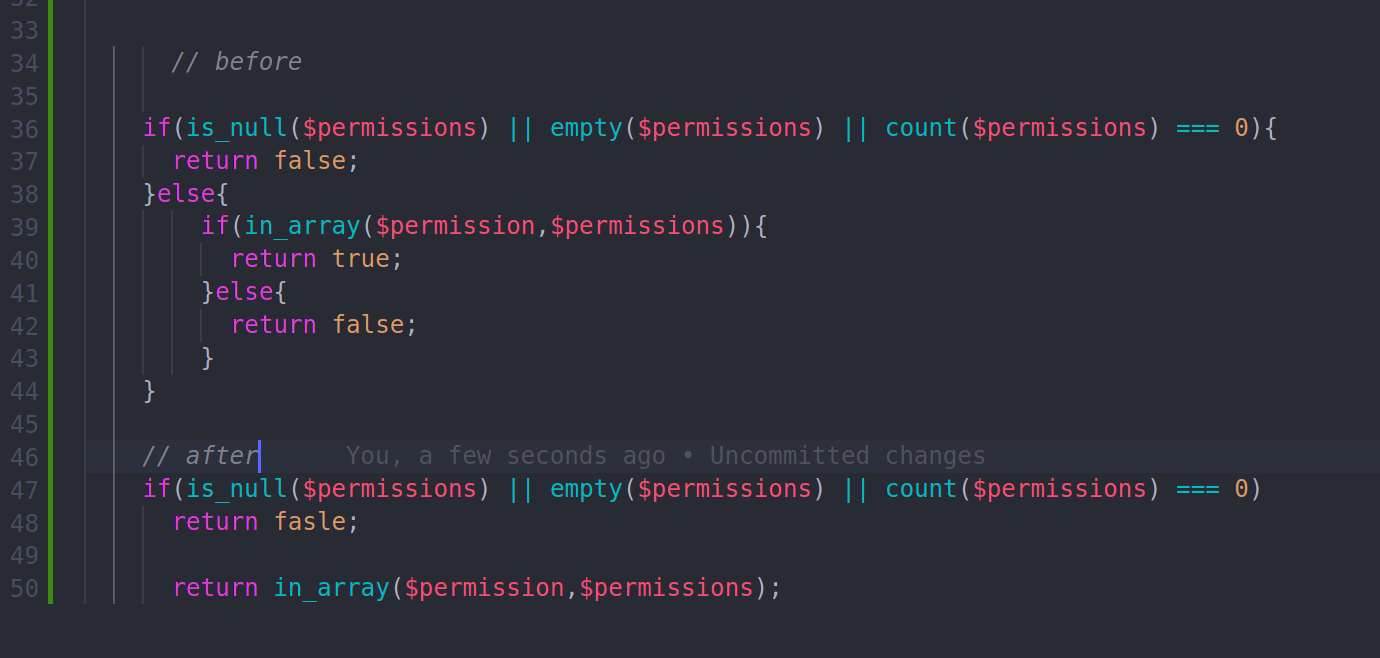 32
33
34 // before
35
36 if(is_null($permissions) || empty($permissions) || count($permissions) === 0){
37 return false;
38 }else{
39 if(in_array($permission,$permissions)){
40 return true;
41 }else{
42 return false;
43 }
44 }
45
46 // after You, a few seconds ago • Uncommitted changes
47 if(is_null($permissions) || empty($permissions) || count($permissions) === 0)
48 return fasle;
49
50 return in_array($permission,$permissions);